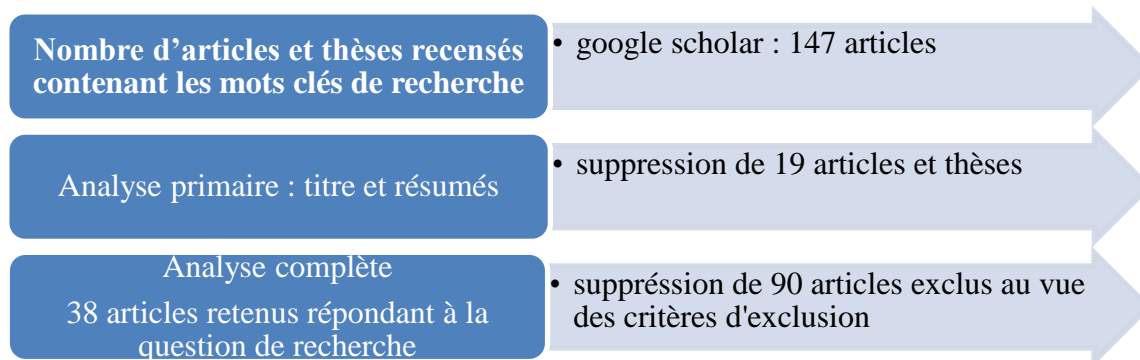 Nombre d'articles et thèses recensés
contenant les mots clés de recherche
• google scholar : 147 articles
Analyse primaire : titre et résumés
• suppression de 19 articles et thèses
Analyse complète
38 articles retenus répondant à la
question de recherche
• suppréssion de 90 articles exclus au vue
des critères d'exclusion